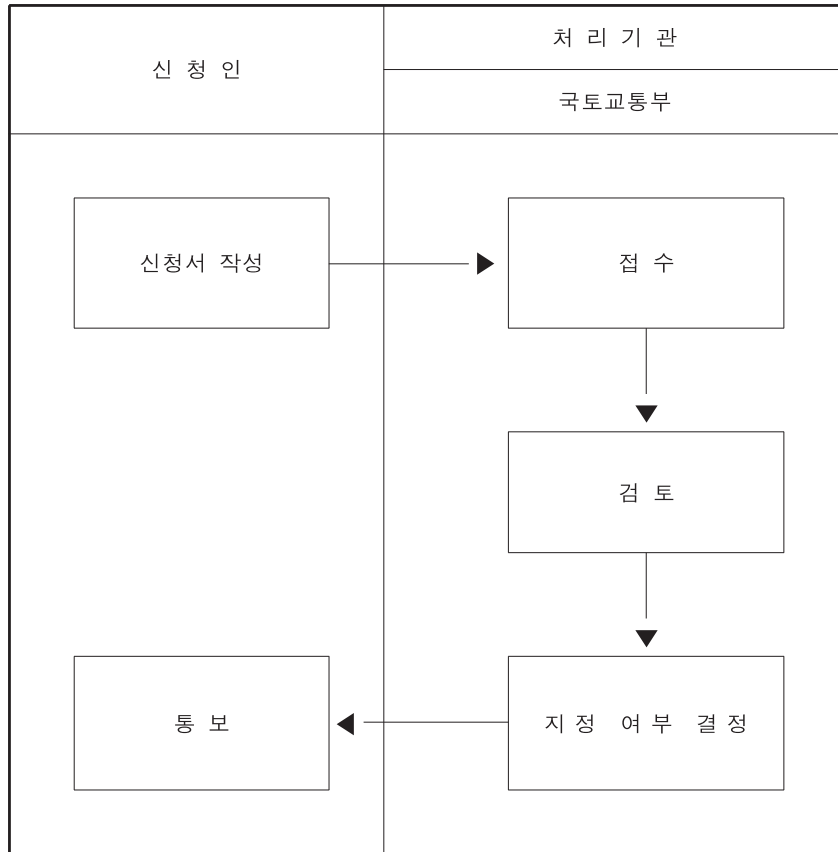 신 청 인
처 리 기 관
국토교통부
신청서 작성
접 수
검 토
지 정 여 부 결 정
통 보